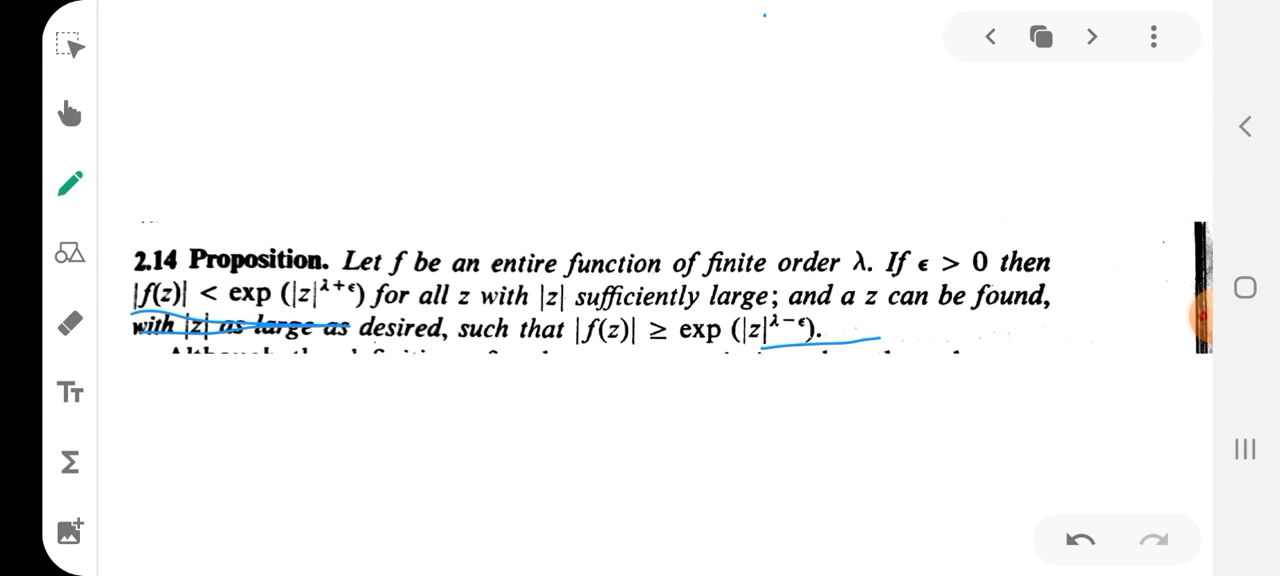 2.14 Proposition. Let f be an entire function of finite order λ. If ϵ > 0 then
|f(z)| < exp (|z|^{λ+ϵ}) for all z with |z| sufficiently large; and a z can be found,
with |z| as large as desired, such that |f(z)| ≥ exp (|z|^{λ−ϵ}).